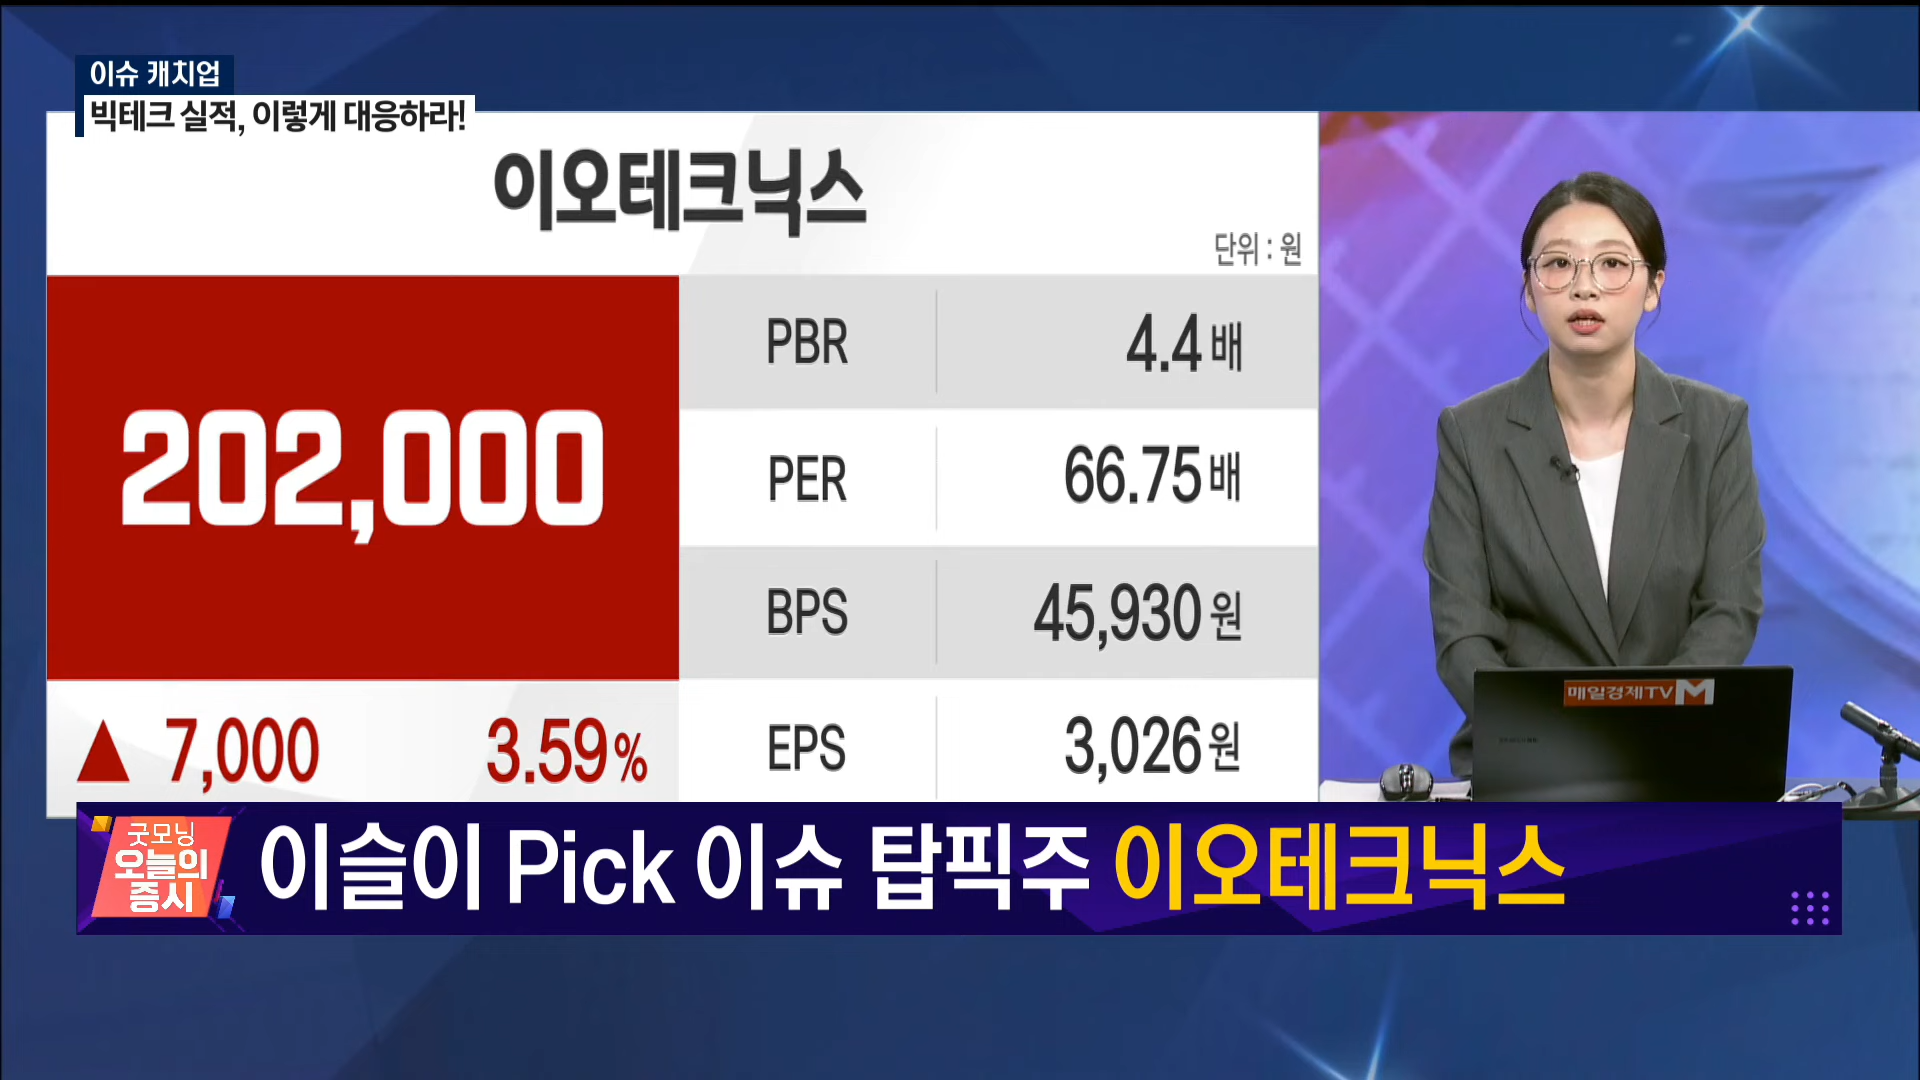 이슈 캐치업
빅테크 실적, 이렇게 대응하라!
이오테크닉스
단위 : 원
202,000
▲ 7,000 3.59%
PBR 4.4배
PER 66.75배
BPS 45,930원
EPS 3,026원
매일경제TV M
굿모닝
오늘의
증시
이슬이 Pick 이슈 탑픽주 이오테크닉스